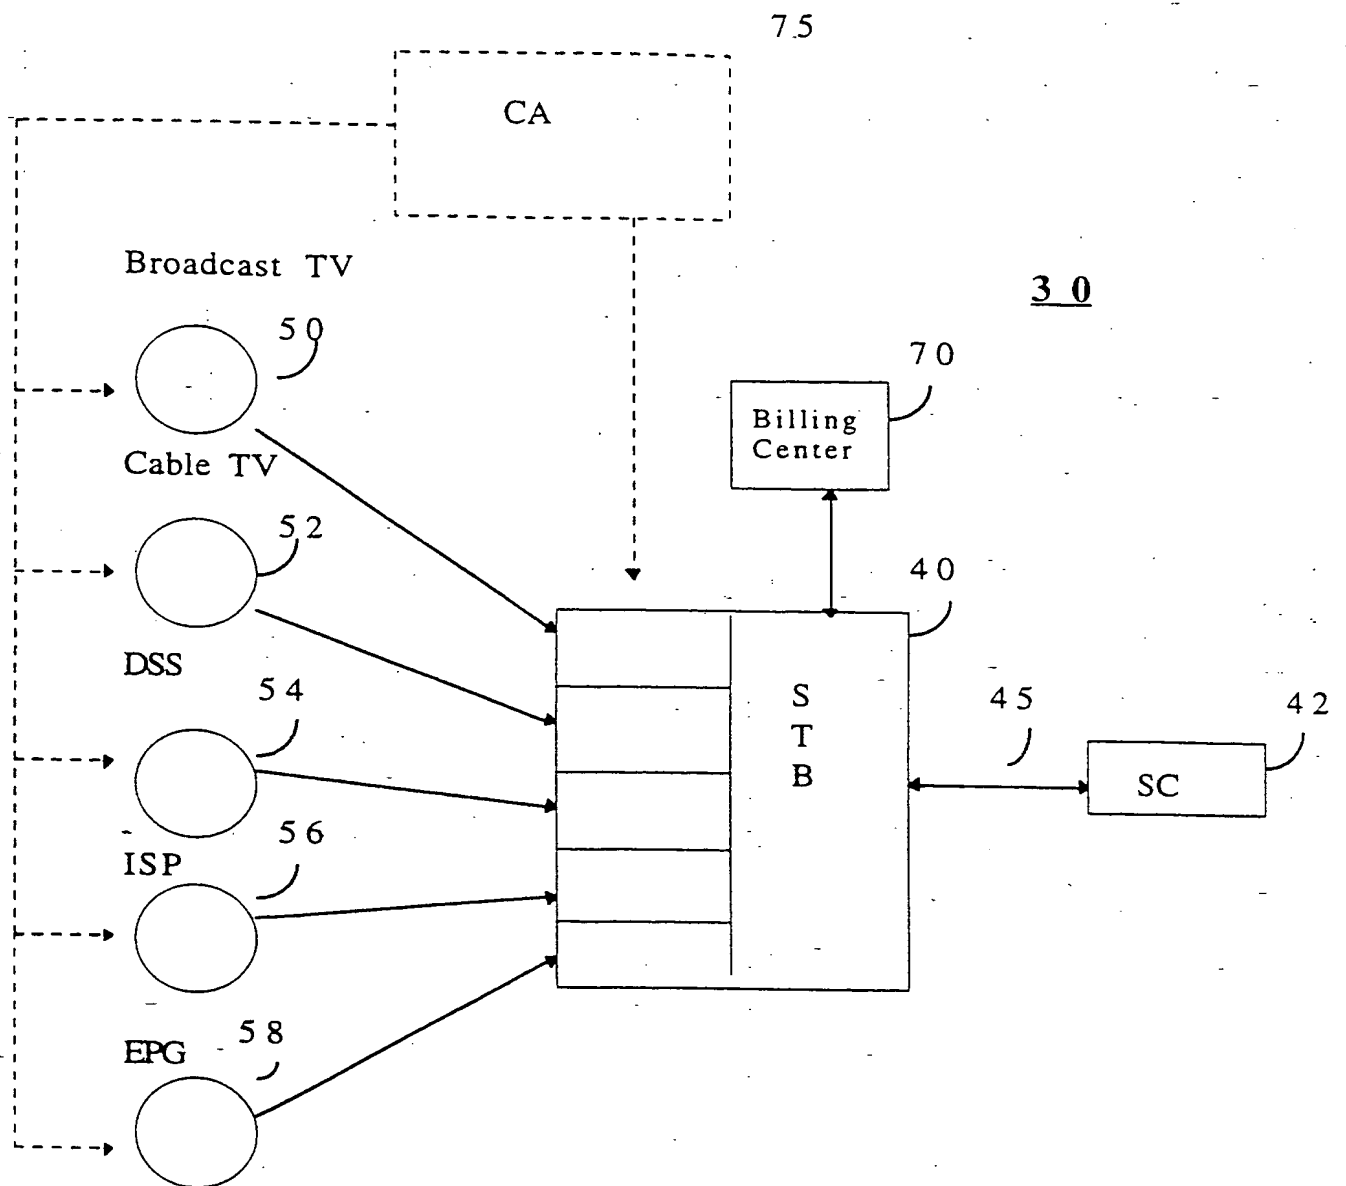 75
CA
Broadcast TV
30
50
70
Billing
Center
Cable TV
52
40
DSS
54
S
T
B
45
42
SC
56
ISP
58
EPG